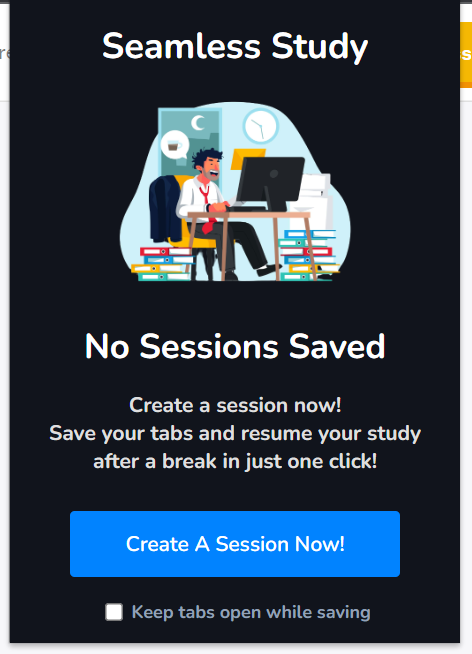 Seamless Study
No Sessions Saved
Create a session now!
Save your tabs and resume your study
after a break in just one click!
Create A Session Now!
Keep tabs open while saving